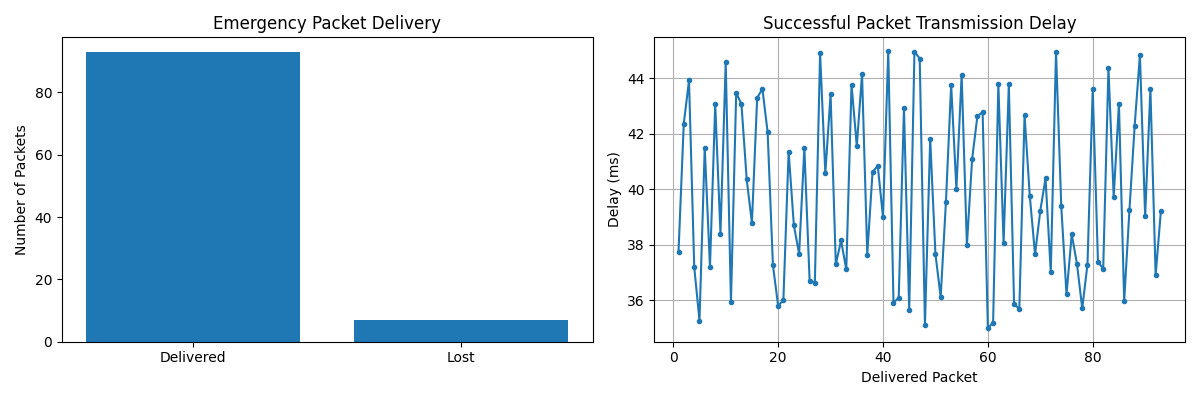 Emergency Packet Delivery
Number of Packets
80
60
40
20
0
Delivered Lost
Successful Packet Transmission Delay
Delay (ms)
44
42
40
38
36
0 20 40 60 80
Delivered Packet